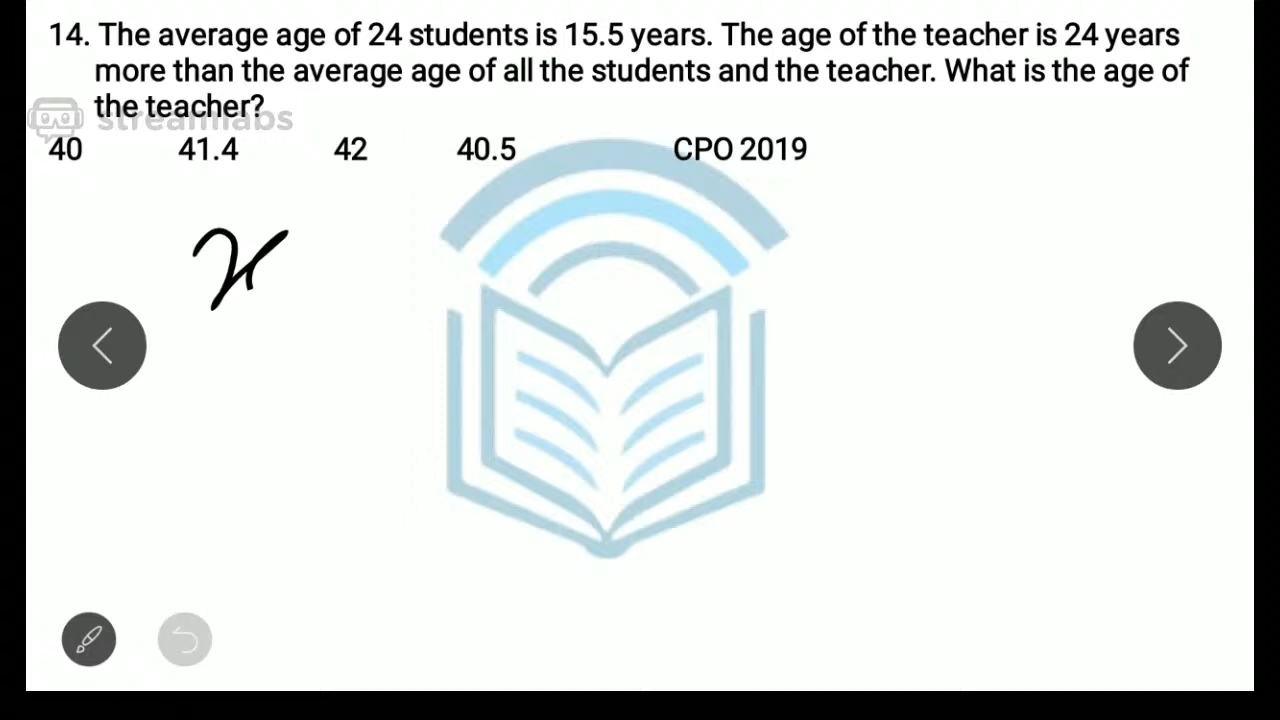 14. The average age of 24 students is 15.5 years. The age of the teacher is 24 years
more than the average age of all the students and the teacher. What is the age of
the teacher?
streamlabs
40 41.4 42 40.5 CPO 2019
x